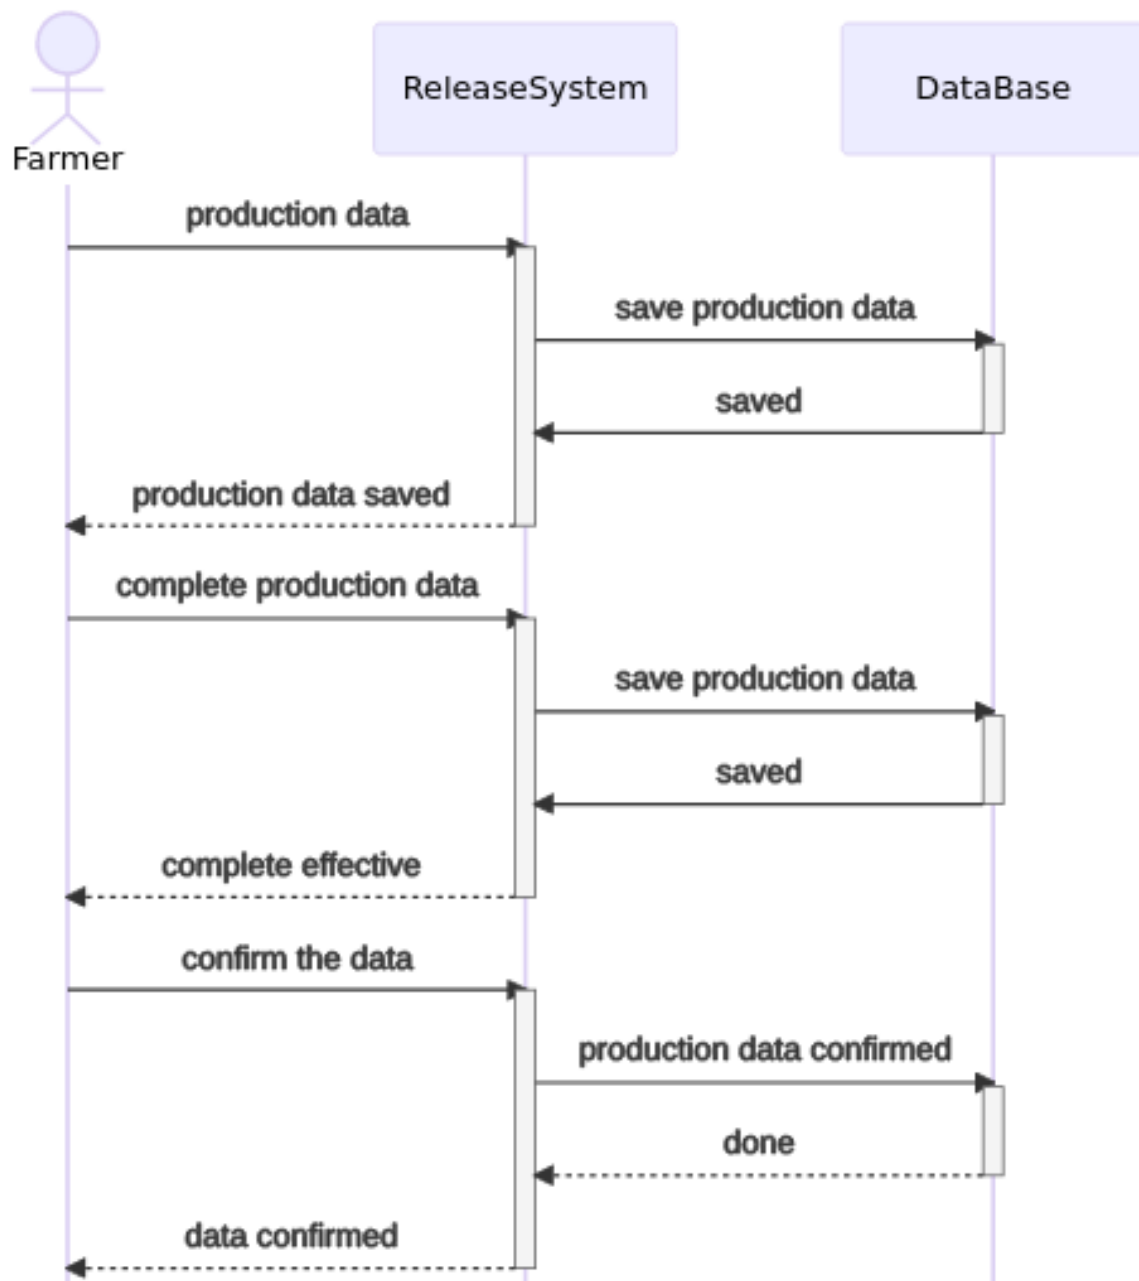 ReleaseSystem
DataBase
Farmer
production data
save production data
saved
production data saved
complete production data
save production data
saved
complete effective
confirm the data
production data confirmed
done
data confirmed